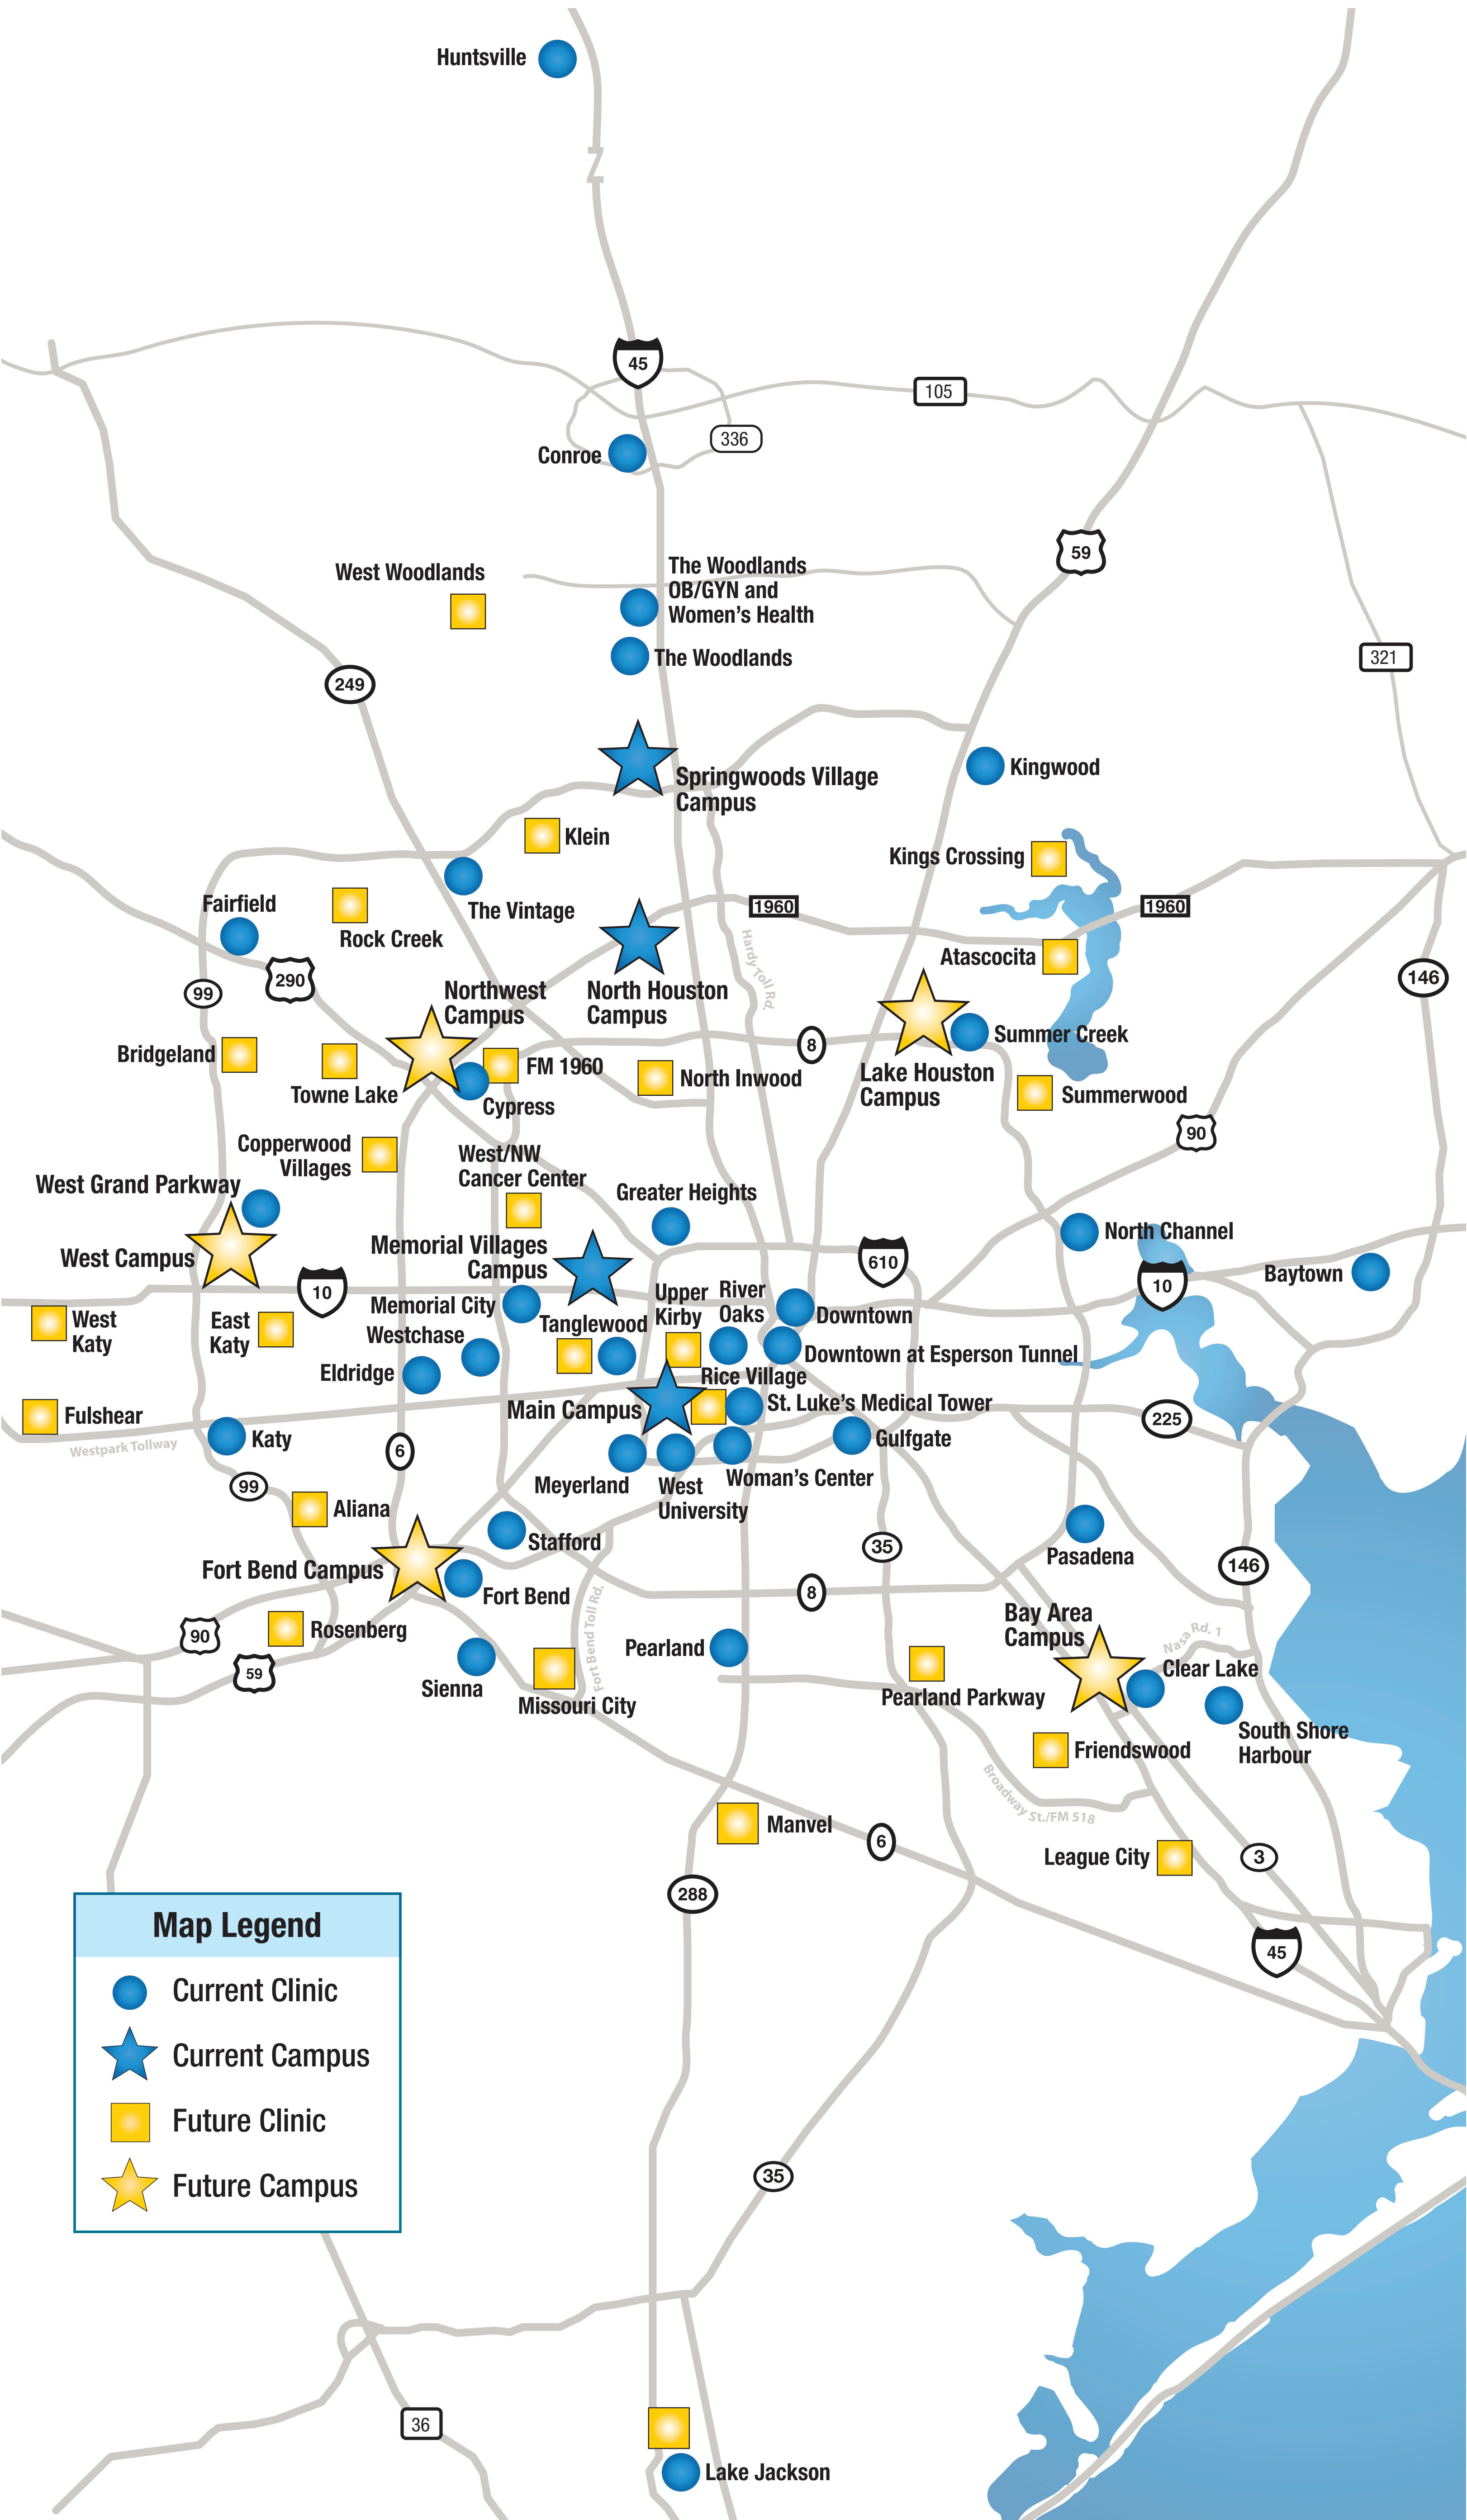 Huntsville
45
105
336
Conroe
59
West Woodlands
The Woodlands
OB/GYN and
Women's Health
The Woodlands
321
249
Springwoods Village
Campus
Kingwood
Klein
Kings Crossing
Fairfield
The Vintage
1960
1960
Rock Creek
Hardy Toll Rd.
Atascocita
290
99
146
Northwest
Campus
North Houston
Campus
Summer Creek
8
Bridgeland
FM 1960
North Inwood
Lake Houston
Campus
Towne Lake
Cypress
Summerwood
90
Copperwood
Villages
West/NW
Cancer Center
West Grand Parkway
Greater Heights
North Channel
West Campus
Memorial Villages
Campus
610
Baytown
10
10
Memorial City
Upper
Kirby
River
Oaks
Downtown
West
Katy
East
Katy
Tanglewood
Westchase
Downtown at Esperson Tunnel
Eldridge
Rice Village
St. Luke's Medical Tower
Main Campus
Fulshear
225
Westpark Tollway
Katy
6
Gulfgate
Woman's Center
Meyerland
West
University
99
Aliana
Stafford
35
Pasadena
146
Fort Bend Campus
Fort Bend
8
Fort Bend Toll Rd.
Bay Area
Campus
Rosenberg
90
59
Nasa Rd. 1
Pearland
Clear Lake
Sienna
Missouri City
Pearland Parkway
South Shore
Harbour
Friendswood
Broadway St./FM 518
Manvel
6
League City
3
288
45
Map Legend
Current Clinic
Current Campus
Future Clinic
Future Campus
35
36
Lake Jackson